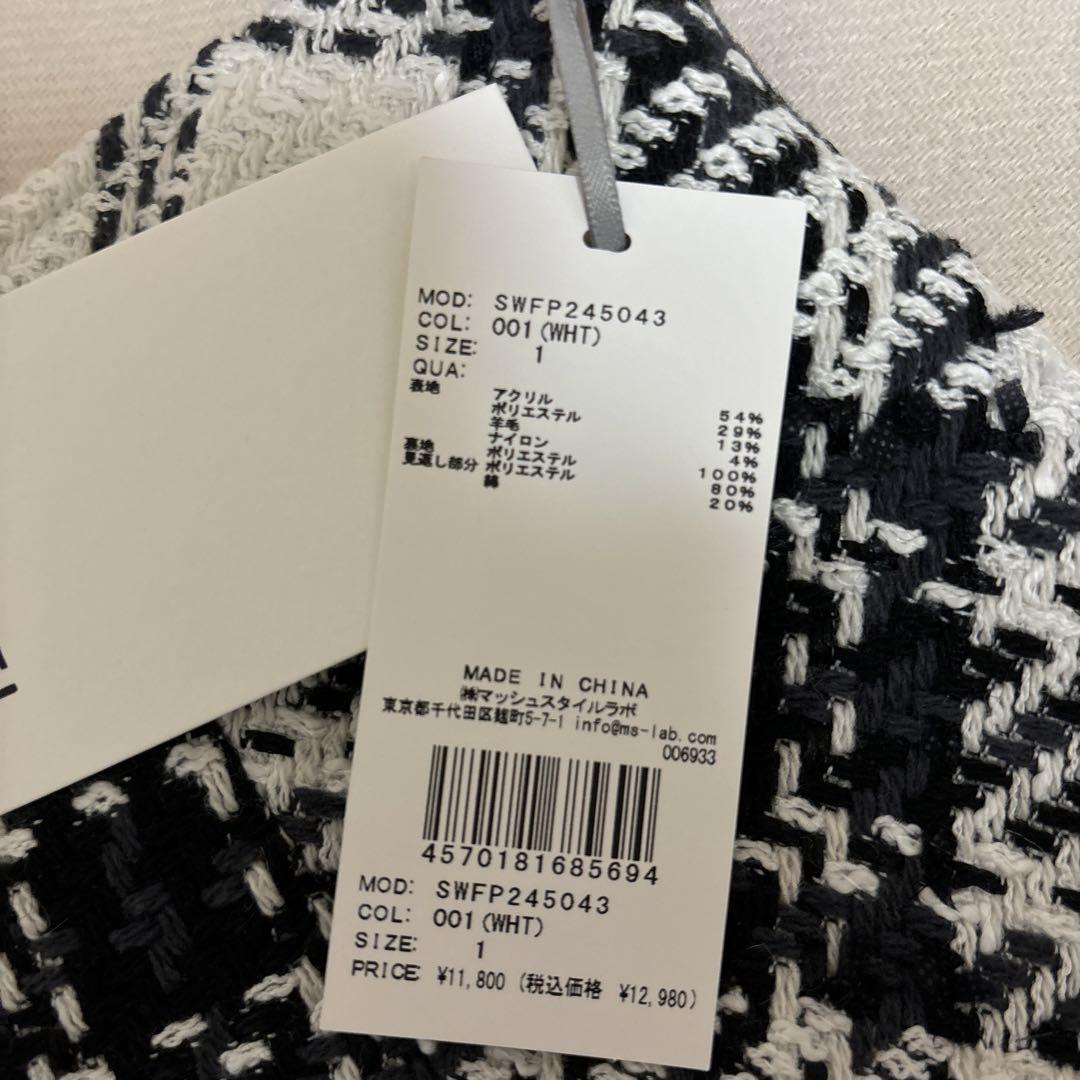 MOD: SWFP245043
COL: 001(WHT)
SIZE: 1
QUA:
表地 アクリル 54%
ポリエステル 29%
羊毛 13%
ナイロン 4%
裏地 ポリエステル 100%
見返し部分 ポリエステル 80%
綿 20%
MADE IN CHINA
㈱マッシュスタイルラボ
東京都千代田区麹町5-7-1 info@ms-lab.com
006933
4570181685694
MOD: SWFP245043
COL: 001(WHT)
SIZE: 1
PRICE ¥11,800 (税込価格 ¥12,980)